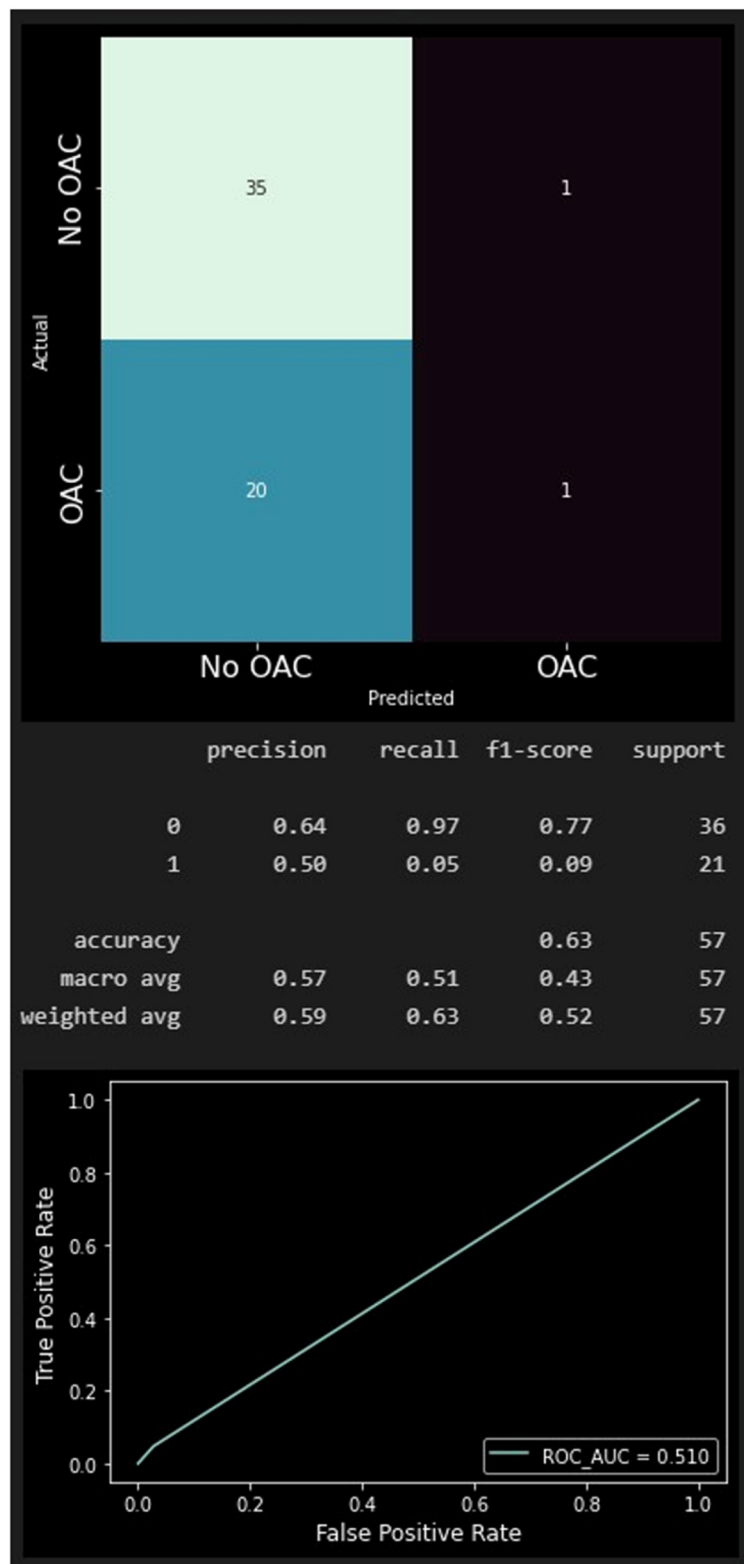 No OAC
35
1
Actual
OAC
20
1
No OAC OAC
Predicted
precision recall f1-score support
0 0.64 0.97 0.77 36
1 0.50 0.05 0.09 21
accuracy 0.63 57
macro avg 0.57 0.51 0.43 57
weighted avg 0.59 0.63 0.52 57
1.0
0.8
0.6
0.4
0.2
0.0
True Positive Rate
ROC_AUC = 0.510
0.0 0.2 0.4 0.6 0.8 1.0
False Positive Rate